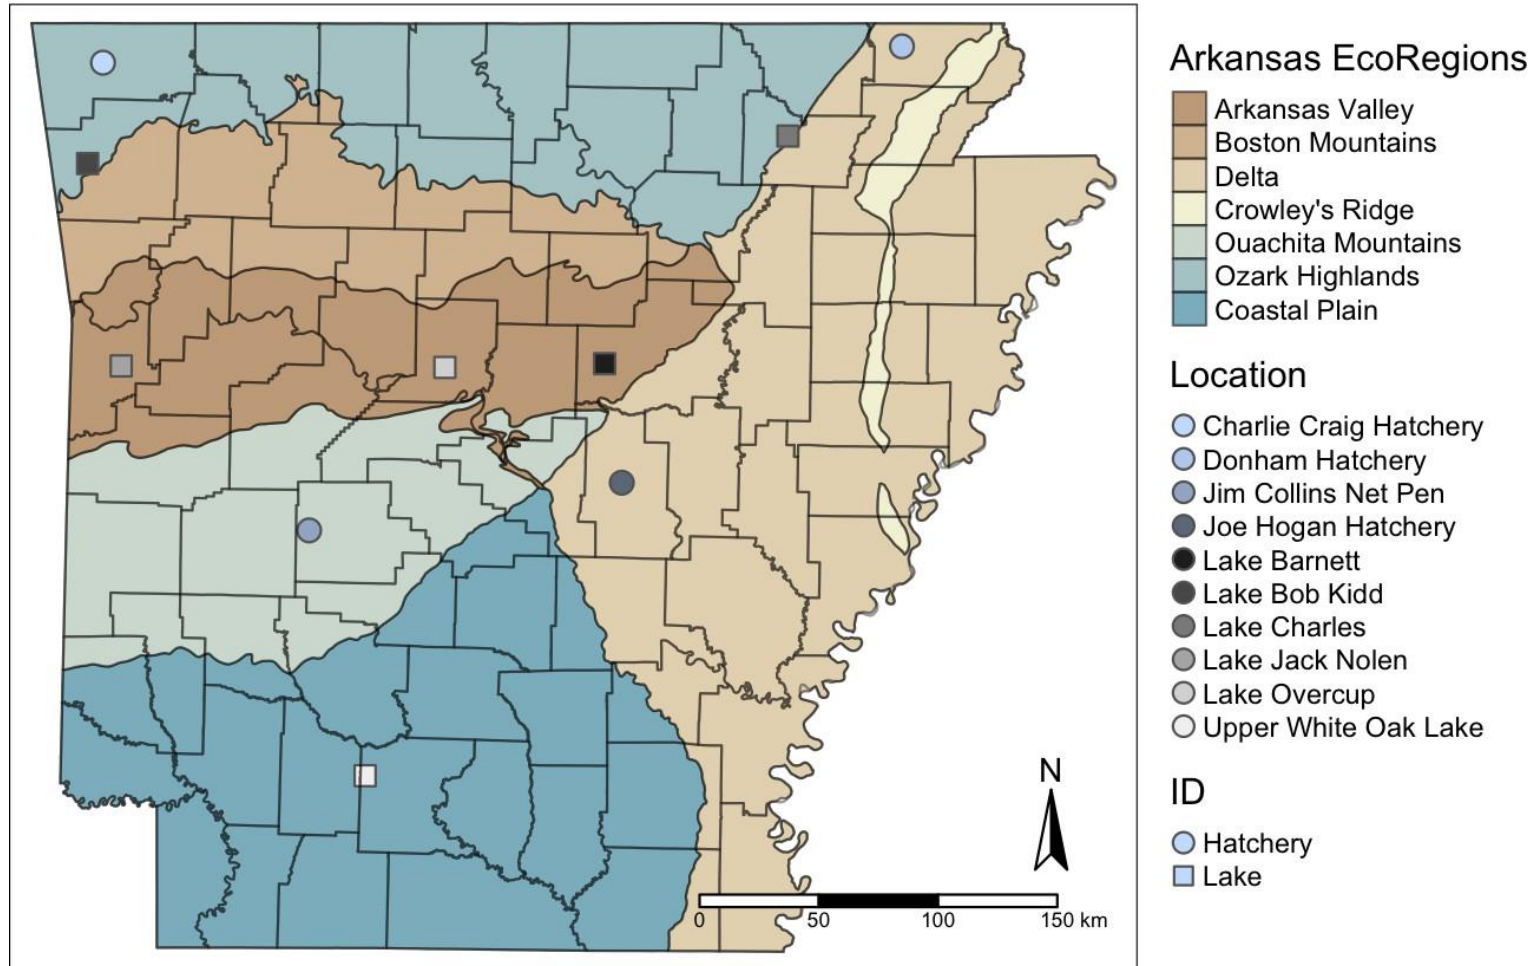 Arkansas EcoRegions
Arkansas Valley
Boston Mountains
Delta
Crowley's Ridge
Ouachita Mountains
Ozark Highlands
Coastal Plain
Location
Charlie Craig Hatchery
Donham Hatchery
Jim Collins Net Pen
Joe Hogan Hatchery
Lake Barnett
Lake Bob Kidd
Lake Charles
Lake Jack Nolen
Lake Overcup
Upper White Oak Lake
ID
Hatchery
Lake
N
0 50 100 150 km